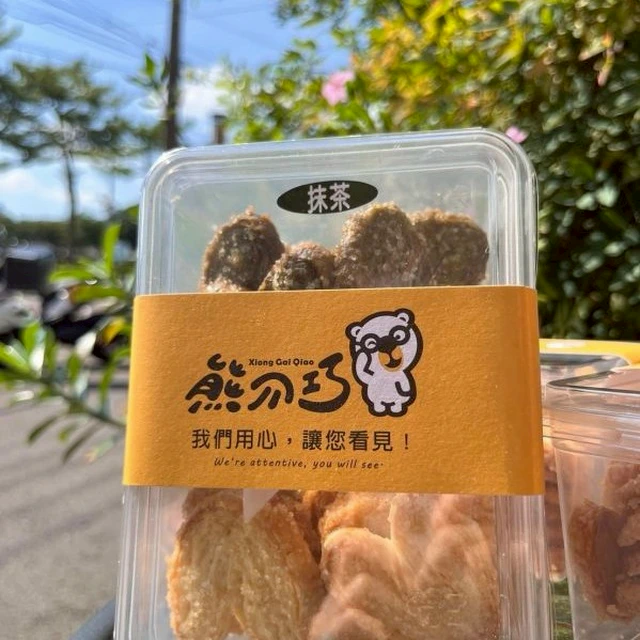 抹茶
Xiong Gai Qiao
熊丐巧
我們用心，讓您看見！
We're attentive, you will see.